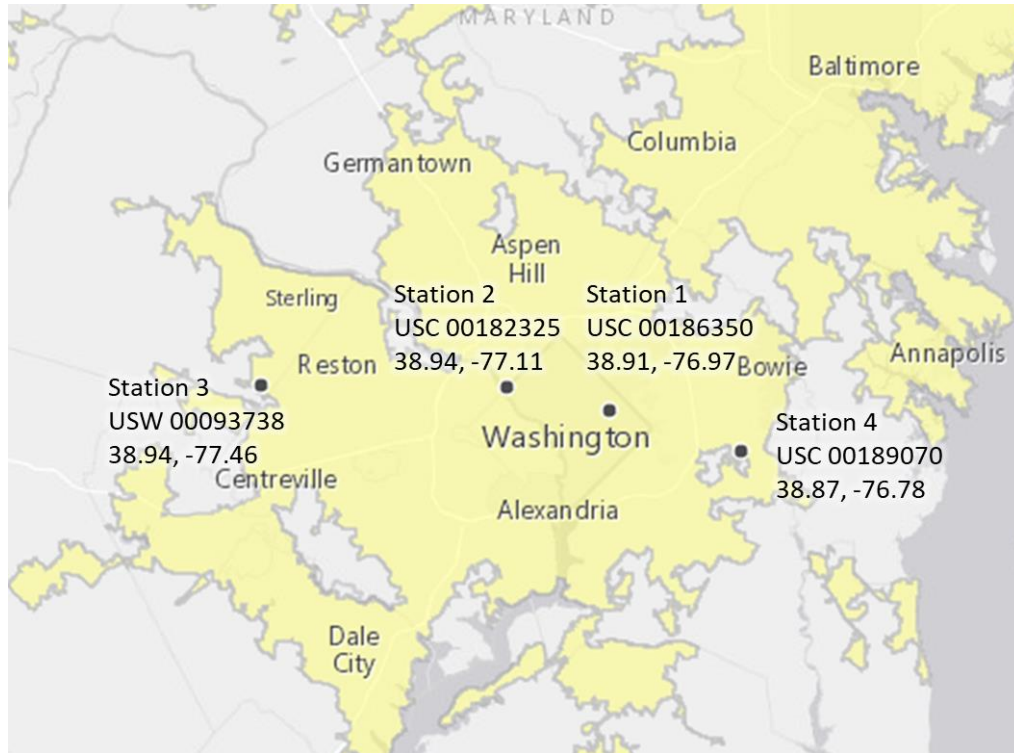 MARYLAND
Baltimore
Columbia
Germantown
Aspen
Hill
Sterling
Station 2
USC 00182325
38.94, -77.11
Station 1
USC 00186350
38.91, -76.97
Reston
Bowie
Annapolis
Station 3
USW 00093738
38.94, -77.46
Washington
Station 4
USC 00189070
38.87, -76.78
Centreville
Alexandria
Dale
City